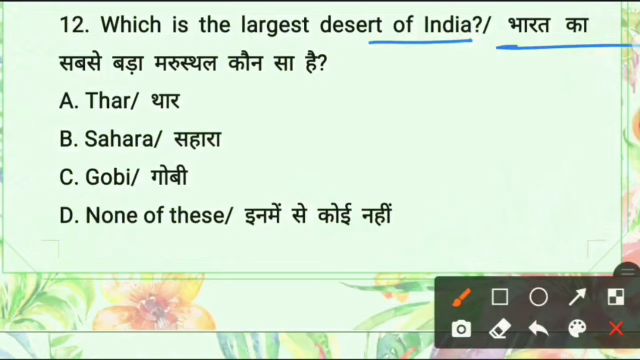 12. Which is the largest desert of India?/ भारत का
सबसे बड़ा मरुस्थल कौन सा है?
A. Thar/ थार
B. Sahara/ सहारा
C. Gobi/ गोबी
D. None of these/ इनमें से कोई नहीं